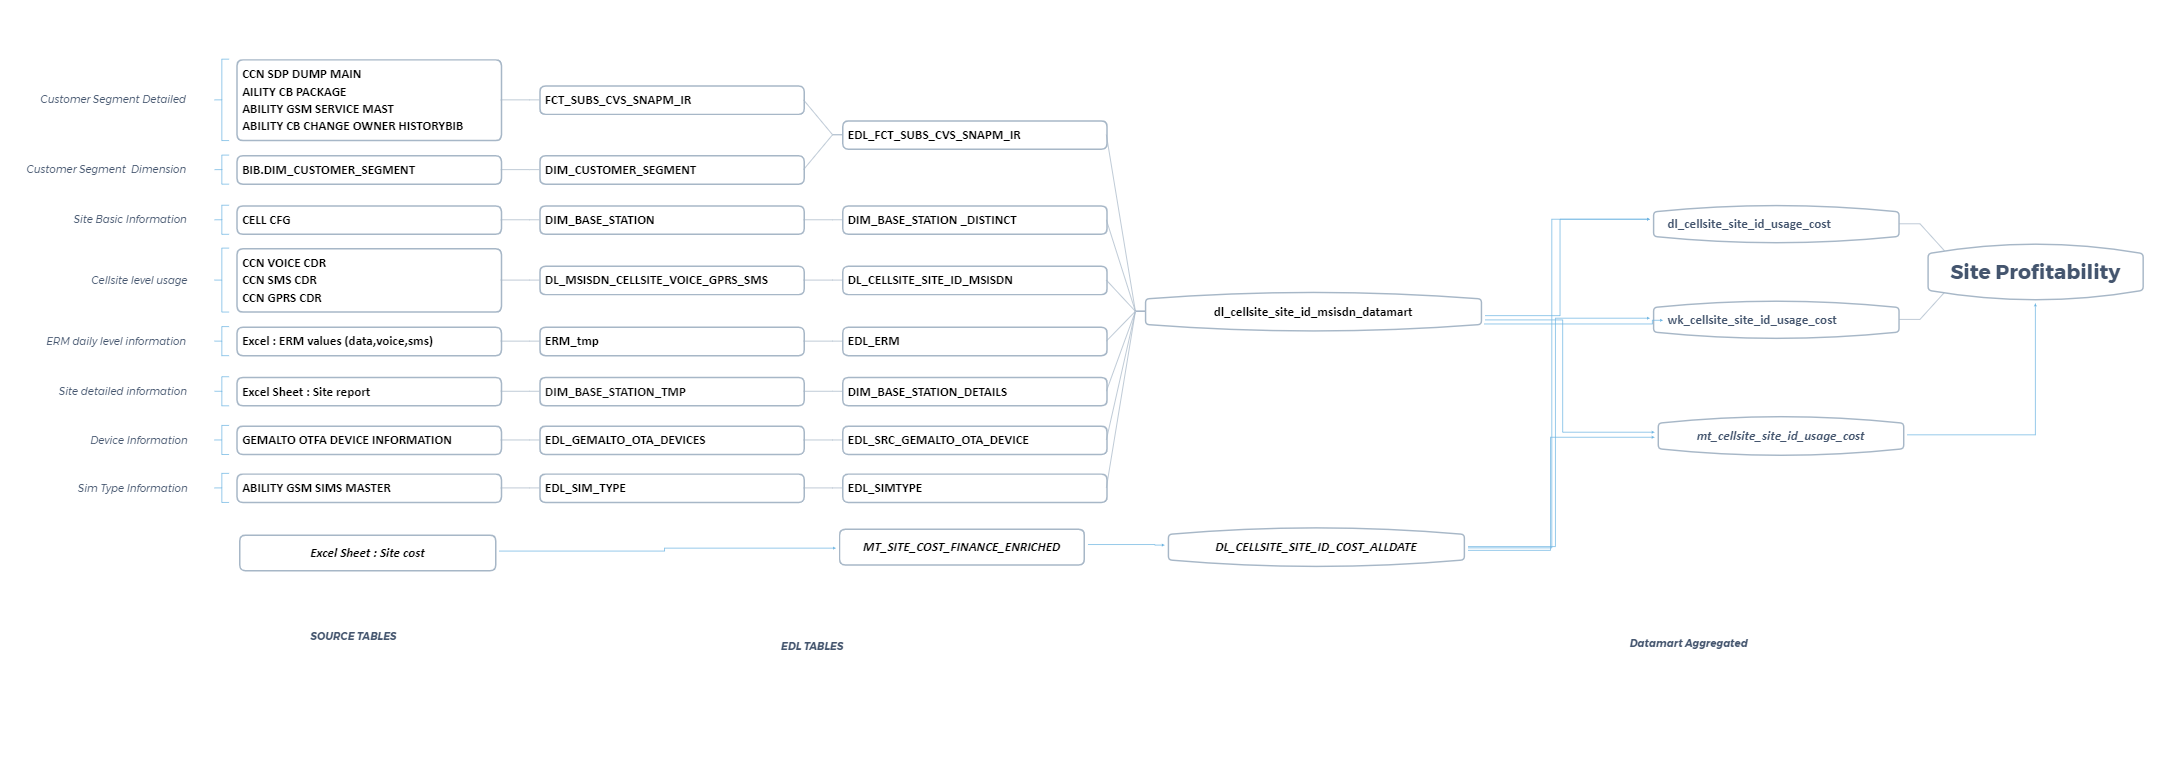 Customer Segment Detailed
CCN SDP DUMP MAIN
AILITY CB PACKAGE
ABILITY GSM SERVICE MAST
ABILITY CB CHANGE OWNER HISTORYBIB
FCT_SUBS_CVS_SNAPM_IR
EDL_FCT_SUBS_CVS_SNAPM_IR
Customer Segment  Dimension
BIB.DIM_CUSTOMER_SEGMENT
DIM_CUSTOMER_SEGMENT
Site Basic Information
CELL CFG
DIM_BASE_STATION
DIM_BASE_STATION _DISTINCT
Cellsite level usage
CCN VOICE CDR
CCN SMS CDR
CCN GPRS CDR
DL_MSISDN_CELLSITE_VOICE_GPRS_SMS
DL_CELLSITE_SITE_ID_MSISDN
ERM daily level information
Excel : ERM values (data,voice,sms)
ERM_tmp
EDL_ERM
Site detailed information
Excel Sheet : Site report
DIM_BASE_STATION_TMP
DIM_BASE_STATION_DETAILS
Device Information
GEMALTO OTFA DEVICE INFORMATION
EDL_GEMALTO_OTA_DEVICES
EDL_SRC_GEMALTO_OTA_DEVICE
Sim Type Information
ABILITY GSM SIMS MASTER
EDL_SIM_TYPE
EDL_SIMTYPE
Excel Sheet : Site cost
MT_SITE_COST_FINANCE_ENRICHED
DL_CELLSITE_SITE_ID_COST_ALLDATE
dl_cellsite_site_id_msisdn_datamart
dl_cellsite_site_id_usage_cost
wk_cellsite_site_id_usage_cost
mt_cellsite_site_id_usage_cost
Site Profitability
SOURCE TABLES
EDL TABLES
Datamart Aggregated